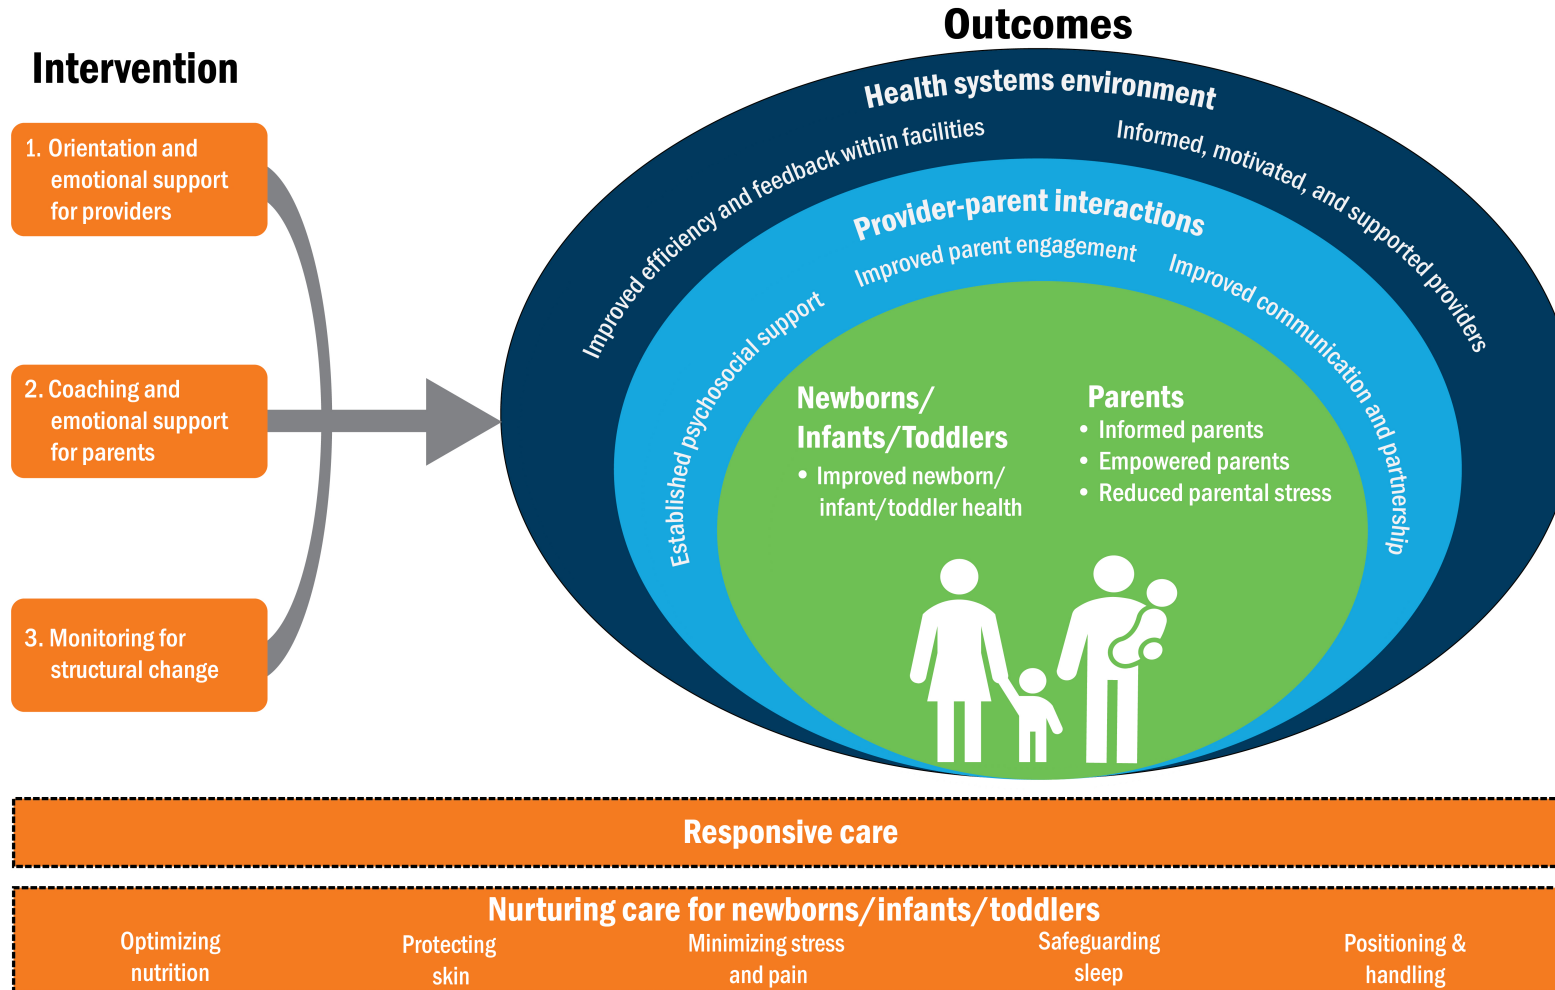 Intervention
1. Orientation and
emotional support
for providers
2. Coaching and
emotional support
for parents
3. Monitoring for
structural change
Outcomes
Health systems environment
Improved efficiency and feedback within facilities
Informed, motivated, and supported providers
Provider-parent interactions
Established psychosocial support
Improved parent engagement
Improved communication and partnership
Newborns/
Infants/Toddlers
• Improved newborn/
infant/toddler health
Parents
• Informed parents
• Empowered parents
• Reduced parental stress
Responsive care
Nurturing care for newborns/infants/toddlers
Optimizing
nutrition
Protecting
skin
Minimizing stress
and pain
Safeguarding
sleep
Positioning &
handling